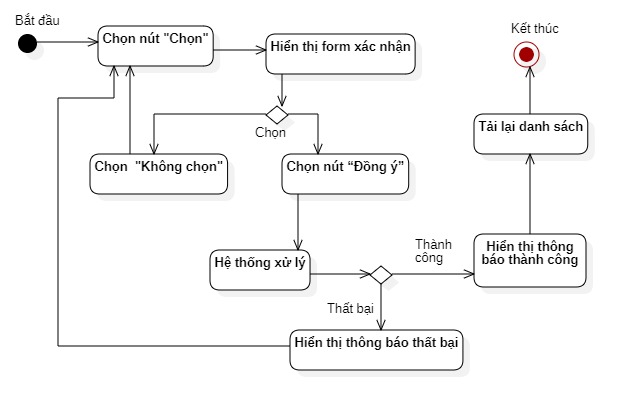 Bắt đầu
Chọn nút "Chọn"
Hiển thị form xác nhận
Kết thúc
Chọn
Chọn  "Không chọn"
Chọn nút “Đồng ý”
Tải lại danh sách
Hệ thống xử lý
Thành
công
Hiển thị thông
báo thành công
Thất bại
Hiển thị thông báo thất bại